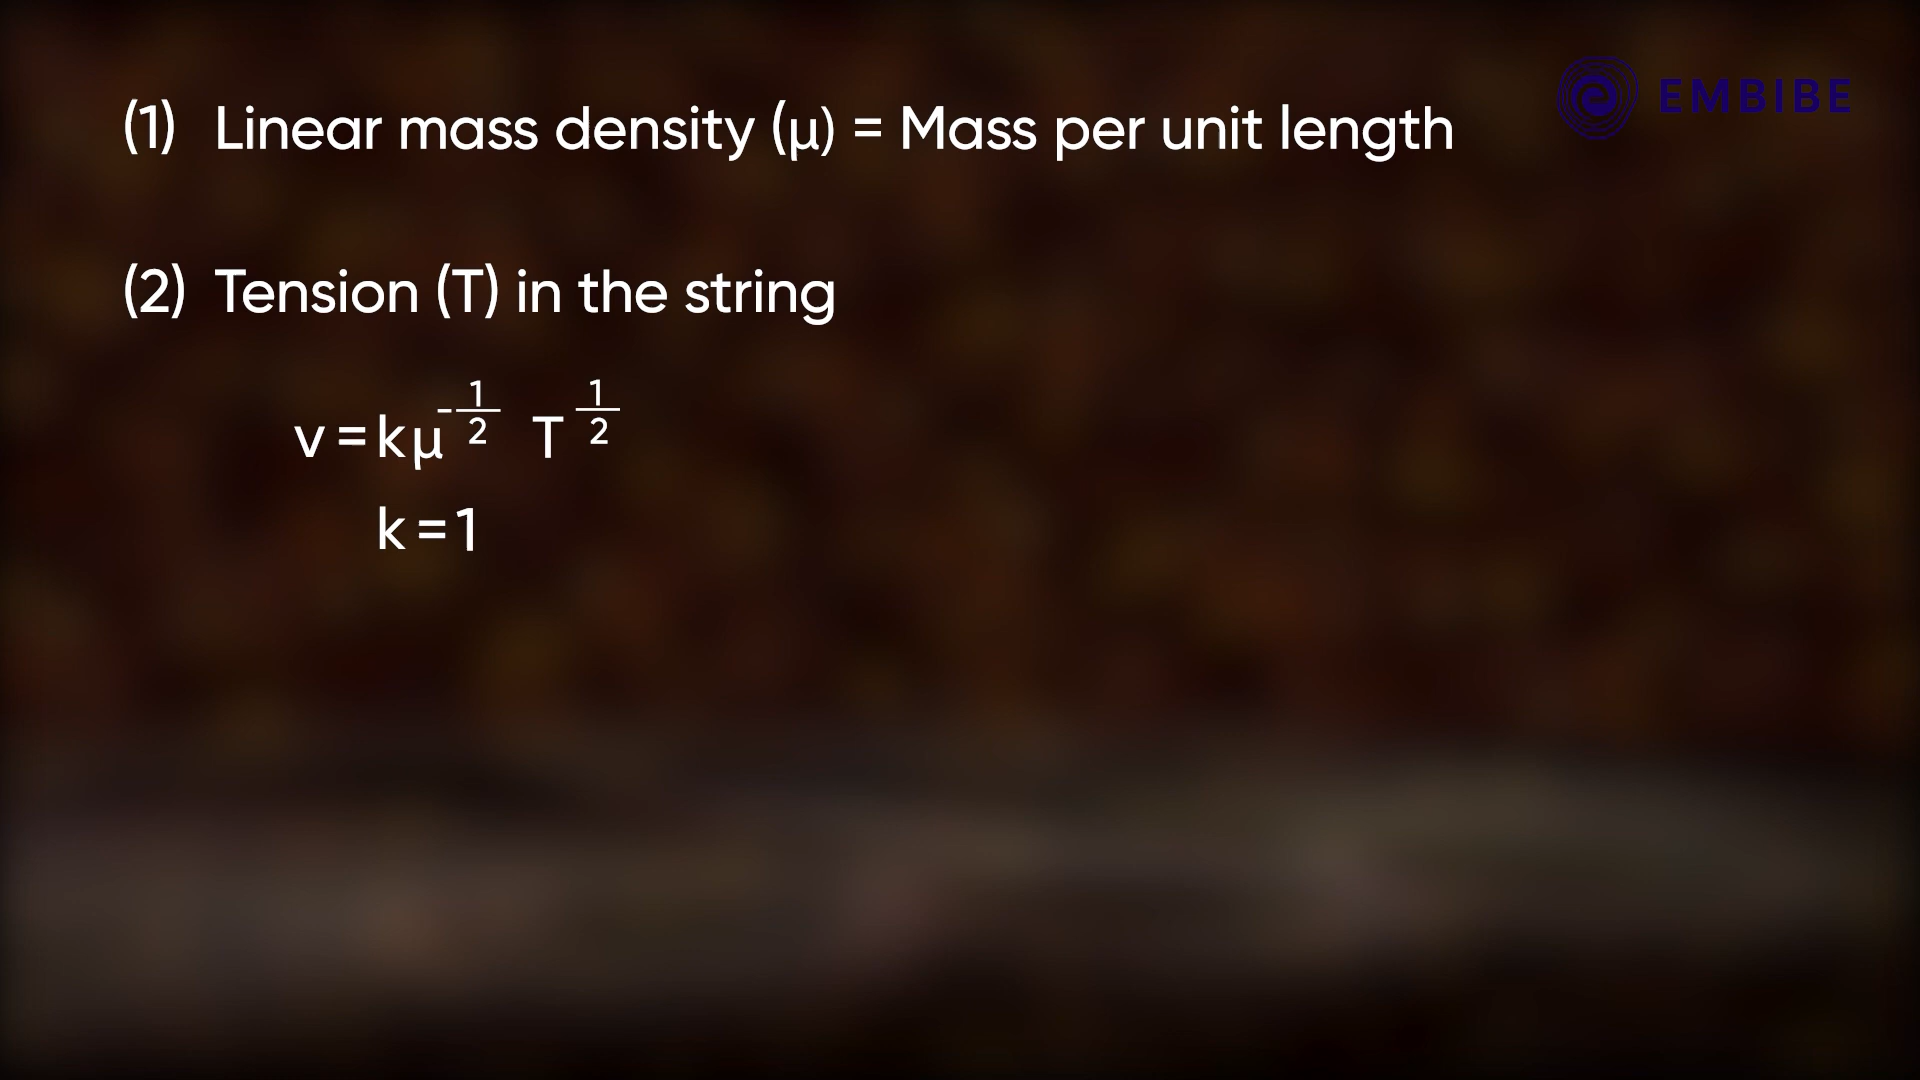 (1) Linear mass density (μ) = Mass per unit length
EMBIBE
(2) Tension (T) in the string
v = k μ^(-1/2) T^(1/2)
k = 1